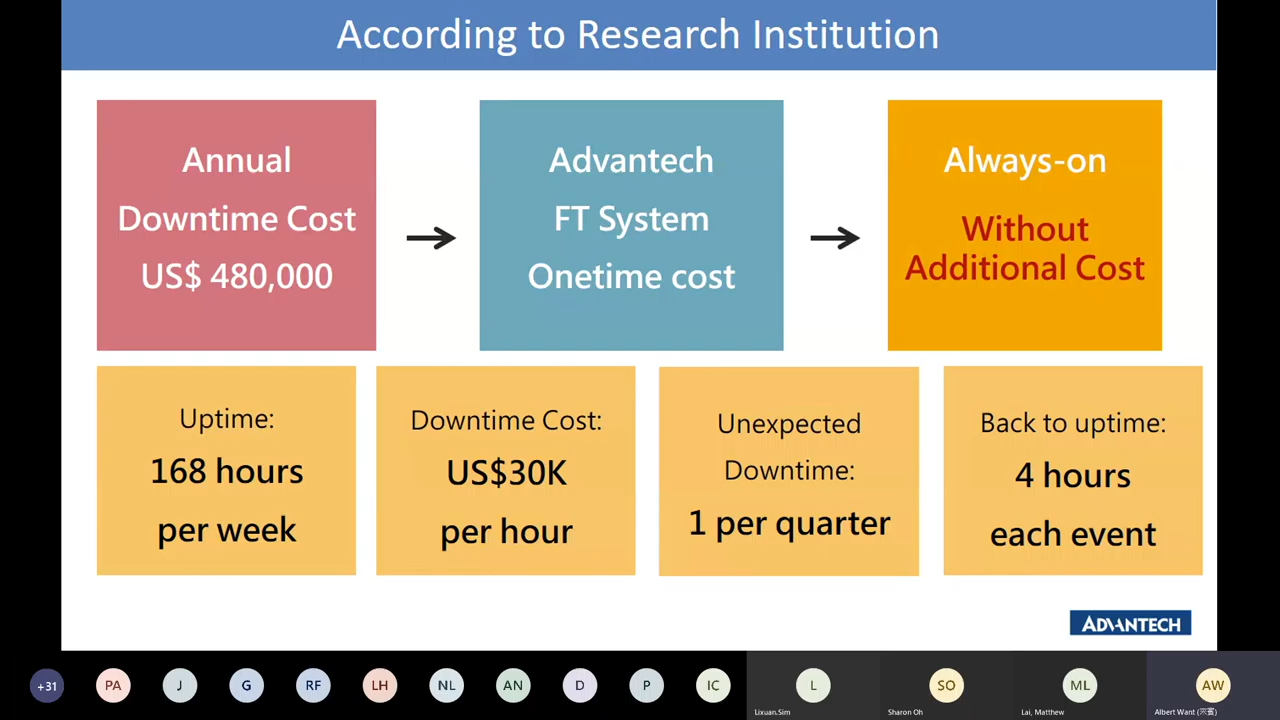 According to Research Institution
Annual
Downtime Cost
US$ 480,000
Advantech
FT System
Onetime cost
Always-on
Without
Additional Cost
Uptime:
168 hours
per week
Downtime Cost:
US$30K
per hour
Unexpected
Downtime:
1 per quarter
Back to uptime:
4 hours
each event
ADVANTECH
+31
PA
J
G
RF
LH
NL
AN
D
P
IC
L
Lixuan.Sim
SO
Sharon Oh
ML
Lai, Matthew
AW
Albert Want